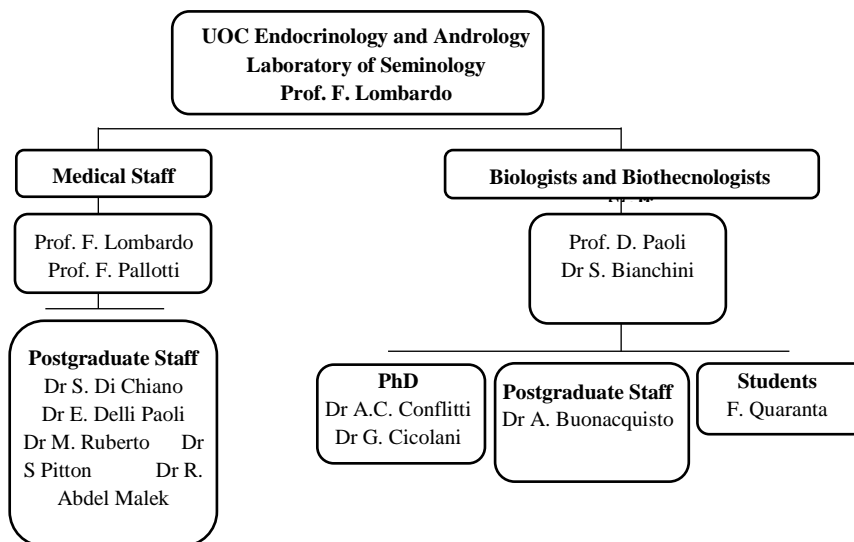 UOC Endocrinology and Andrology
Laboratory of Seminology
Prof. F. Lombardo
Medical Staff
Biologists and Biothecnologists
Prof. F. Lombardo
Prof. F. Pallotti
Prof. D. Paoli
Dr S. Bianchini
Postgraduate Staff
Dr S. Di Chiano
Dr E. Delli Paoli
Dr M. Ruberto Dr
S Pitton Dr R.
Abdel Malek
PhD
Dr A.C. Conflitti
Dr G. Cicolani
Postgraduate Staff
Dr A. Buonacquisto
Students
F. Quaranta